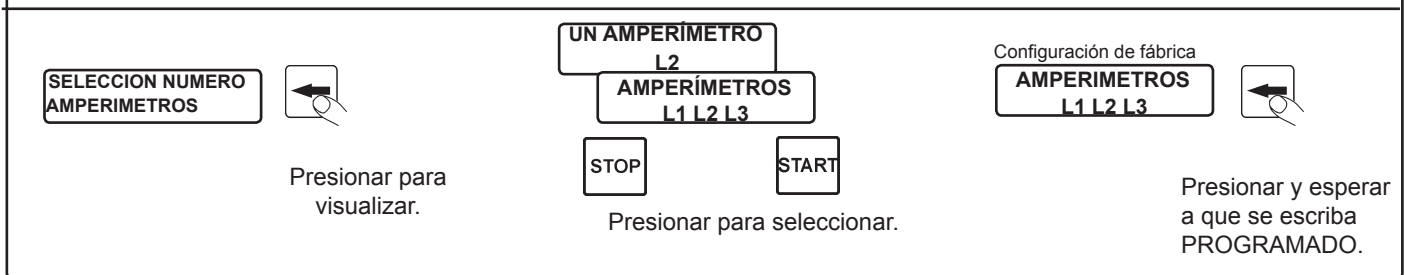 SELECCION NUMERO
AMPERIMETROS
Presionar para
visualizar.
UN AMPERÍMETRO
L2
AMPERÍMETROS
L1 L2 L3
STOP
START
Presionar para seleccionar.
Configuración de fábrica
AMPERIMETROS
L1 L2 L3
Presionar y esperar
a que se escriba
PROGRAMADO.